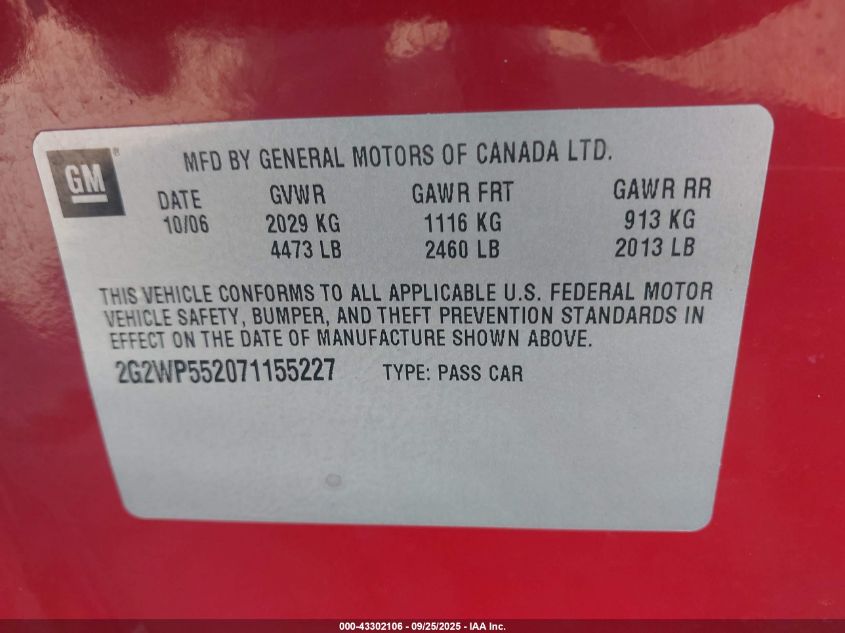 GM®
MFD BY GENERAL MOTORS OF CANADA LTD.
DATE GVWR GAWR FRT GAWR RR
10/06 2029 KG 1116 KG 913 KG
4473 LB 2460 LB 2013 LB
THIS VEHICLE CONFORMS TO ALL APPLICABLE U.S. FEDERAL MOTOR
VEHICLE SAFETY, BUMPER, AND THEFT PREVENTION STANDARDS IN
EFFECT ON THE DATE OF MANUFACTURE SHOWN ABOVE.
2G2WP552071155227 TYPE: PASS CAR
000-43302106 - 09/25/2025 - IAA Inc.